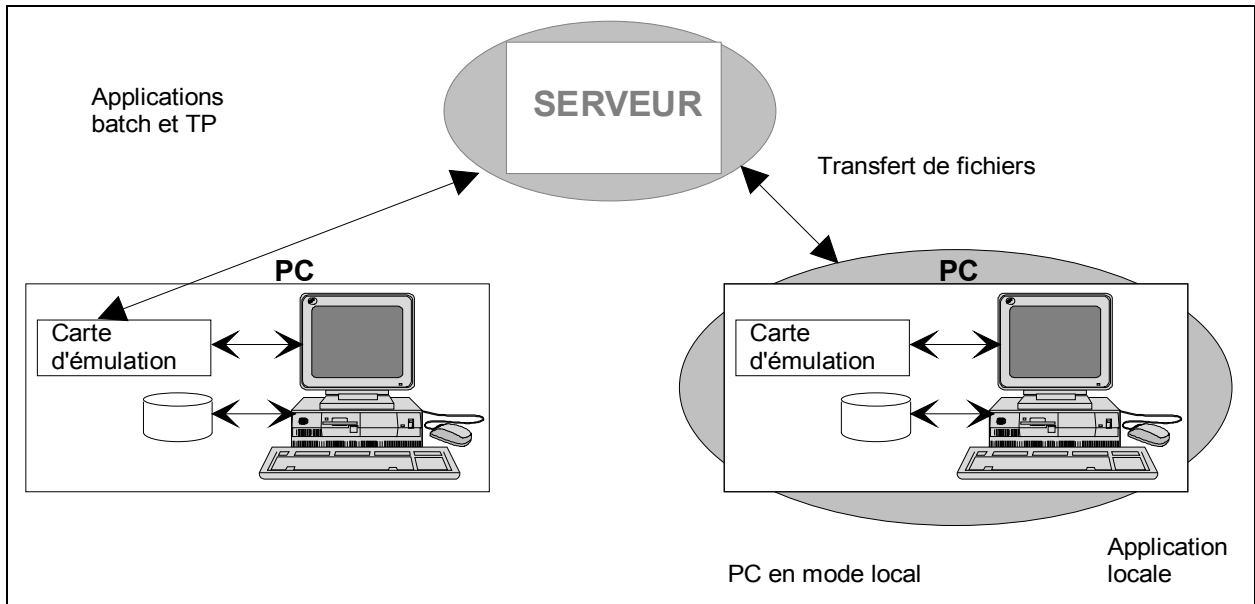 SERVEUR
Applications
batch et TP
Transfert de fichiers
PC
Carte
d'émulation
PC
Carte
d'émulation
PC en mode local
Application
locale